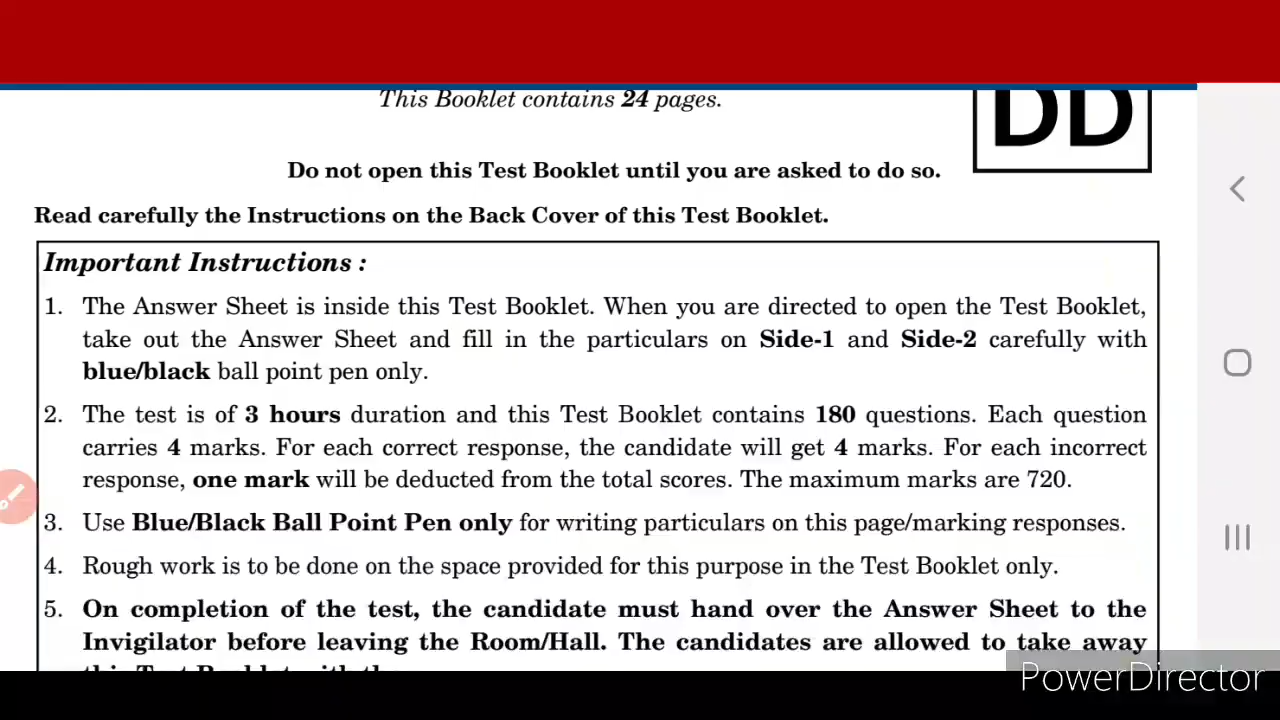 This Booklet contains 24 pages.
DD
Do not open this Test Booklet until you are asked to do so.
Read carefully the Instructions on the Back Cover of this Test Booklet.
Important Instructions :
1. The Answer Sheet is inside this Test Booklet. When you are directed to open the Test Booklet,
take out the Answer Sheet and fill in the particulars on Side-1 and Side-2 carefully with
blue/black ball point pen only.
2. The test is of 3 hours duration and this Test Booklet contains 180 questions. Each question
carries 4 marks. For each correct response, the candidate will get 4 marks. For each incorrect
response, one mark will be deducted from the total scores. The maximum marks are 720.
3. Use Blue/Black Ball Point Pen only for writing particulars on this page/marking responses.
4. Rough work is to be done on the space provided for this purpose in the Test Booklet only.
5. On completion of the test, the candidate must hand over the Answer Sheet to the
Invigilator before leaving the Room/Hall. The candidates are allowed to take away
this Test Booklet with
PowerDirector